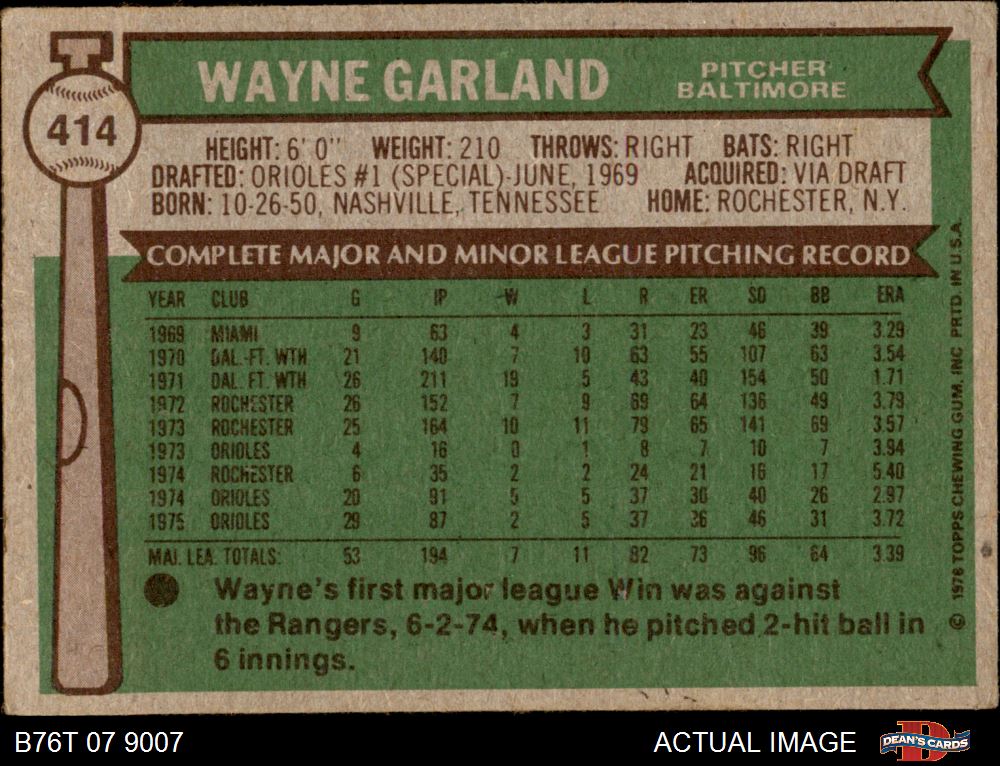 T
414
WAYNE GARLAND
PITCHER
BALTIMORE
HEIGHT: 6' 0" WEIGHT: 210 THROWS: RIGHT BATS: RIGHT
DRAFTED: ORIOLES #1 (SPECIAL)-JUNE, 1969 ACQUIRED: VIA DRAFT
BORN: 10-26-50, NASHVILLE, TENNESSEE HOME: ROCHESTER, N.Y.
COMPLETE MAJOR AND MINOR LEAGUE PITCHING RECORD
YEAR CLUB G IP W L R ER SO BB ERA
1969 MIAMI 9 63 4 3 31 23 46 39 3.29
1970 DAL.-FT. WTH 21 140 7 10 63 55 107 63 3.54
1971 DAL. FT. WTH 26 211 19 5 43 40 154 50 1.71
1972 ROCHESTER 26 152 7 9 69 64 136 49 3.79
1973 ROCHESTER 25 164 10 11 79 65 141 69 3.57
1973 ORIOLES 4 16 0 1 8 7 10 7 3.94
1974 ROCHESTER 6 35 2 2 24 21 16 17 5.40
1974 ORIOLES 20 91 5 5 37 30 40 26 2.97
1975 ORIOLES 29 87 2 5 37 36 46 31 3.72
MAJ. LEA. TOTALS: 53 194 7 11 82 73 96 64 3.39
Wayne's first major league Win was against
the Rangers, 6-2-74, when he pitched 2-hit ball in
6 innings.
© 1976 TOPPS CHEWING GUM, INC PRTD. IN U.S.A.
B76T 07 9007
ACTUAL IMAGE
D
DEAN'S CARDS